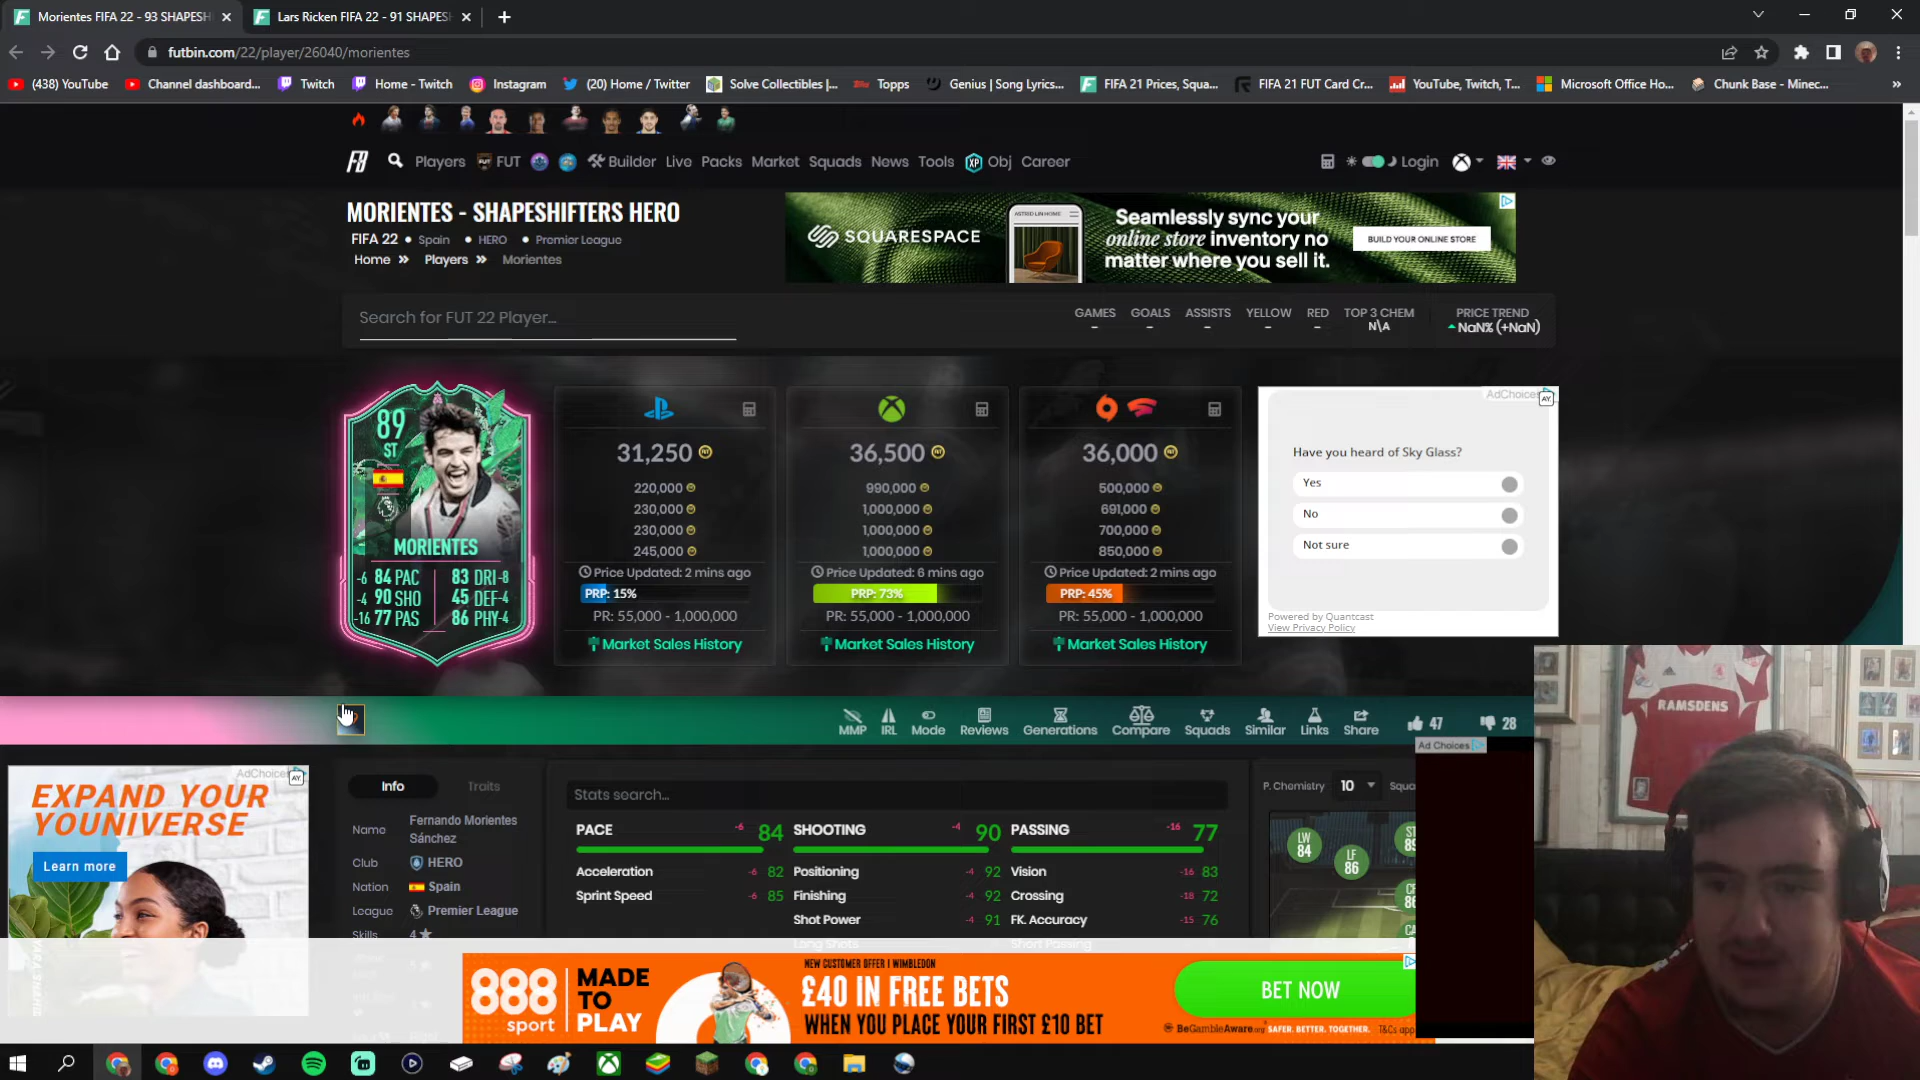 Morientes FIFA 22 - 93 SHAPESH
Lars Ricken FIFA 22 - 91 SHAPES
futbin.com/22/player/26040/morientes
(438) YouTube
Channel dashboard...
Twitch
Home - Twitch
Instagram
(20) Home / Twitter
Solve Collectibles |...
Topps
Genius | Song Lyrics...
FIFA 21 Prices, Squa...
FIFA 21 FUT Card Cr...
YouTube, Twitch, T...
Microsoft Office Ho...
Chunk Base - Minec...
Players
FUT
Builder
Live
Packs
Market
Squads
News
Tools
XP Obj
Career
Login
MORIENTES - SHAPESHIFTERS HERO
FIFA 22 • Spain • HERO • Premier League
Home » Players » Morientes
SQUARESPACE
ASTRID LIN HOME
Seamlessly sync your
online store inventory no
matter where you sell it.
BUILD YOUR ONLINE STORE
Search for FUT 22 Player...
GAMES
-
GOALS
-
ASSISTS
-
YELLOW
-
RED
-
TOP 3 CHEM
N\A
PRICE TREND
NaN% (+NaN)
89
ST
MORIENTES
-6 84 PAC 83 DRI -8
-4 90 SHO 45 DEF -4
-16 77 PAS 86 PHY -4
31,250
220,000
230,000
230,000
245,000
Price Updated: 2 mins ago
PRP: 15%
PR: 55,000 - 1,000,000
Market Sales History
36,500
990,000
1,000,000
1,000,000
1,000,000
Price Updated: 6 mins ago
PRP: 73%
PR: 55,000 - 1,000,000
Market Sales History
36,000
500,000
691,000
700,000
850,000
Price Updated: 2 mins ago
PRP: 45%
PR: 55,000 - 1,000,000
Market Sales History
AdChoices
Have you heard of Sky Glass?
Yes
No
Not sure
Powered by Quantcast
View Privacy Policy
RAMSDENS
MMP
IRL
Mode
Reviews
Generations
Compare
Squads
Similar
Links
Share
47
28
Ad Choices
AdChoices
EXPAND YOUR
YOUNIVERSE
Learn more
Info
Traits
Name Fernando Morientes
Sánchez
Club HERO
Nation Spain
League Premier League
Skills 4★
Stats search...
PACE -6 84
Acceleration -6 82
Sprint Speed -6 85
SHOOTING -4 90
Positioning -4 92
Finishing -4 92
Shot Power -4 91
Long Shots
PASSING -16 77
Vision -16 83
Crossing -18 72
FK. Accuracy -15 76
Short Passing
P. Chemistry 10
Squa
LW
84
LF
86
ST
888
sport
MADE
TO
PLAY
NEW CUSTOMER OFFER | WIMBLEDON
£40 IN FREE BETS
WHEN YOU PLACE YOUR FIRST £10 BET
BET NOW
BeGambleAware.org SAFER. BETTER. TOGETHER. T&Cs app